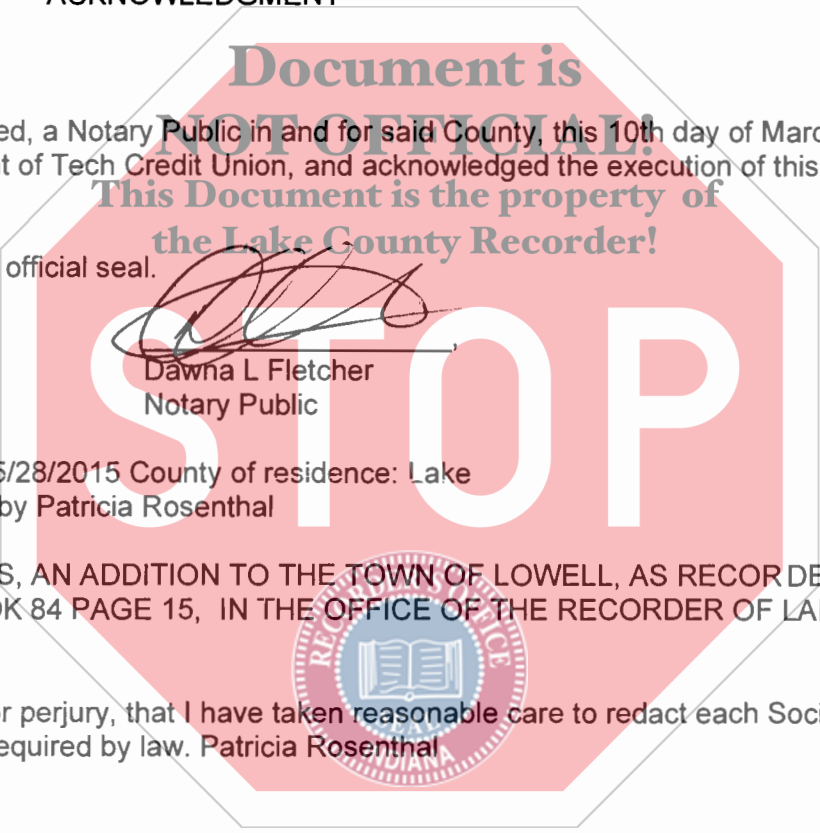 ACKNOWLEDGMENT
Document is
NOT OFFICIAL!
ed, a Notary Public in and for said County, this 10th day of Marc
t of Tech Credit Union, and acknowledged the execution of this
This Document is the property of
the Lake County Recorder!
official seal.
Dawna L Fletcher
Notary Public
STOP
5/28/2015 County of residence: Lake
by Patricia Rosenthal
S, AN ADDITION TO THE TOWN OF LOWELL, AS RECORDE
OK 84 PAGE 15, IN THE OFFICE OF THE RECORDER OF LA
RECORDER'S OFFICE
SEAL
INDIANA
or perjury, that I have taken reasonable care to redact each Soci
equired by law. Patricia Rosenthal